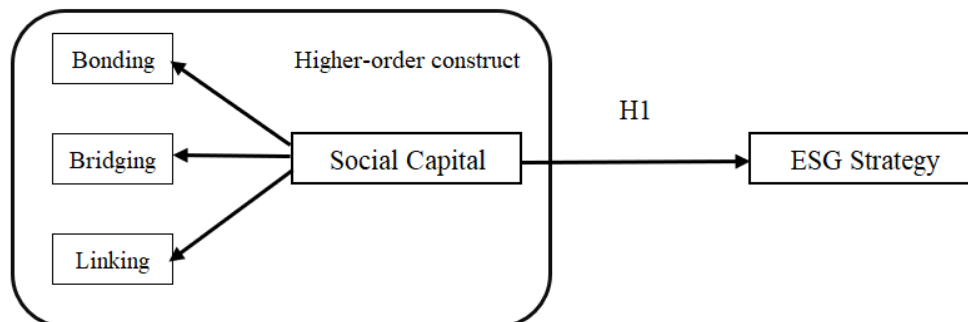 Bonding
Higher-order construct
H1
Bridging
Social Capital
ESG Strategy
Linking